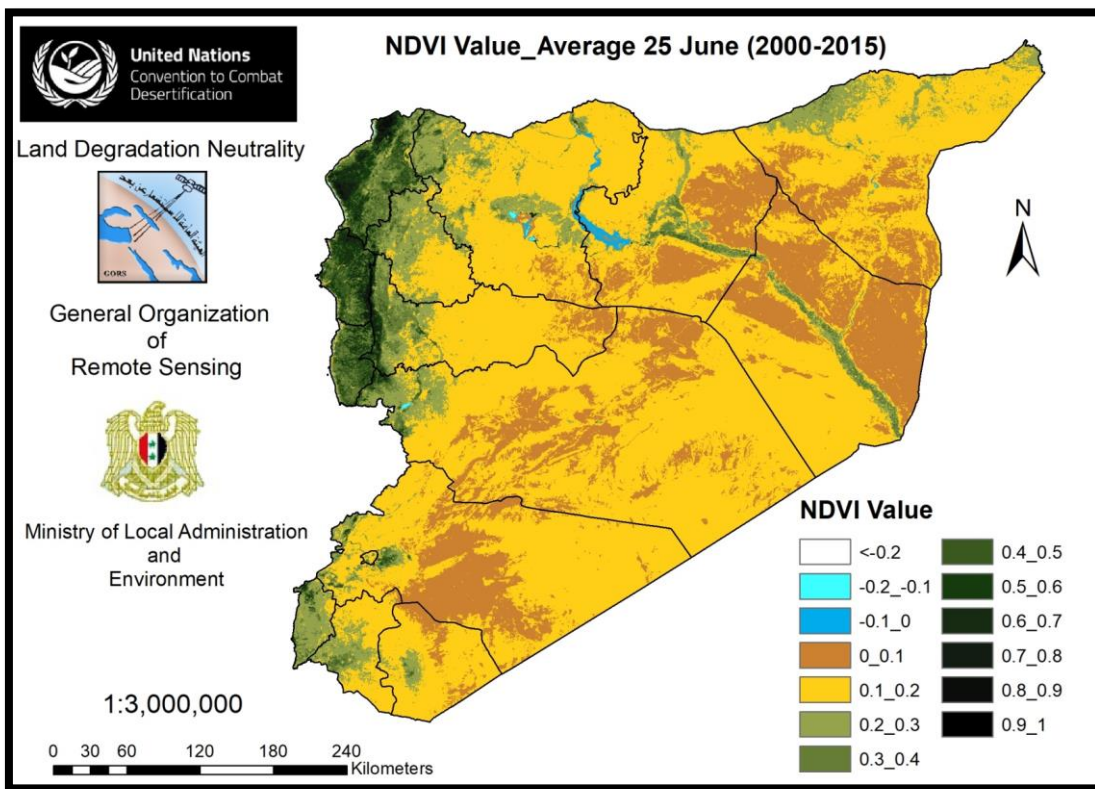 United Nations
Convention to Combat
Desertification
NDVI Value_Average 25 June (2000-2015)
Land Degradation Neutrality
GORS
General Organization
of
Remote Sensing
Ministry of Local Administration
and
Environment
1:3,000,000
0 30 60 120 180 240
Kilometers
N
NDVI Value
<-0.2
-0.2_-0.1
-0.1_0
0_0.1
0.1_0.2
0.2_0.3
0.3_0.4
0.4_0.5
0.5_0.6
0.6_0.7
0.7_0.8
0.8_0.9
0.9_1